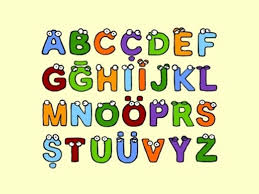 ABCÇDEF
GĞHIİJKL
MNOÖPRS
ŞTUÜVYZ